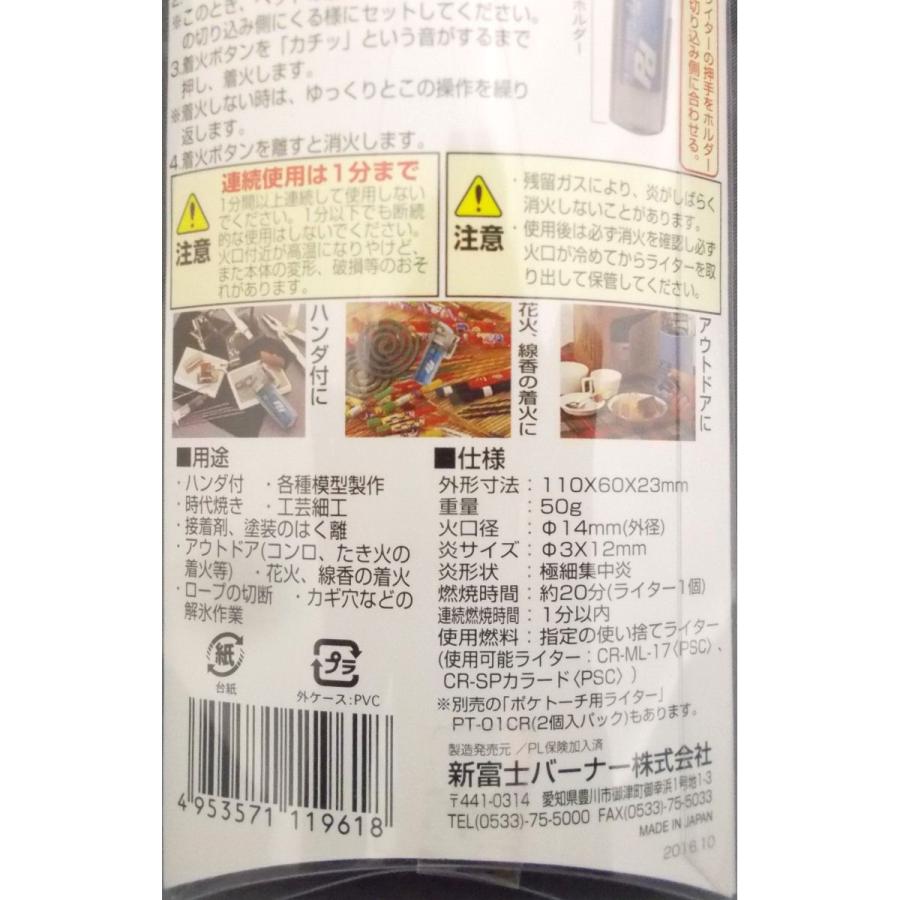 ※このとき、
の切り込み側にくる様にセットしてください。
3.着火ボタンを「カチッ」という音がするまで
押し、着火します。
※着火しない時は、ゆっくりとこの操作を繰り
返します。
4.着火ボタンを離すと消火します。
ホルダー
ライターの押手をホルダー
切り込み側に合わせる。
連続使用は1分まで
注意
1分間以上連続して使用しない
でください。1分以下でも断続
的な使用はしないでください。
火口付近が高温になりやけど、
また本体の変形、破損等のおそ
れがあります。
注意
・残留ガスにより、炎がしばらく
消火しないことがあります。
・使用後は必ず消火を確認し必ず
火口が冷めてからライターを取
り出して保管してください。
ハンダ付に
花火、線香の着火に
アウトドアに
■用途
・ハンダ付 ・各種模型製作
・時代焼き ・工芸細工
・接着剤、塗装のはく離
・アウトドア(コンロ、たき火の
着火等) ・花火、線香の着火
・ロープの切断 ・カギ穴などの
解氷作業
紙
台紙
プラ
外ケース:PVC
4 953571 119618
■仕様
外形寸法:110X60X23mm
重量:50g
火口径:Φ14mm(外径)
炎サイズ:Φ3X12mm
炎形状:極細集中炎
燃焼時間:約20分(ライター1個)
連続燃焼時間:1分以内
使用燃料:指定の使い捨てライター
(使用可能ライター:CR-ML-17〈PSC〉、
CR-SPカラード〈PSC〉)
※別売の「ポケトーチ用ライター」
PT-01CR(2個入パック)もあります。
製造発売元 /PL保険加入済
新富士バーナー株式会社
〒441-0314 愛知県豊川市御津町御幸浜1号地1-3
TEL(0533)-75-5000 FAX(0533)-75-5033
MADE IN JAPAN
2016.10